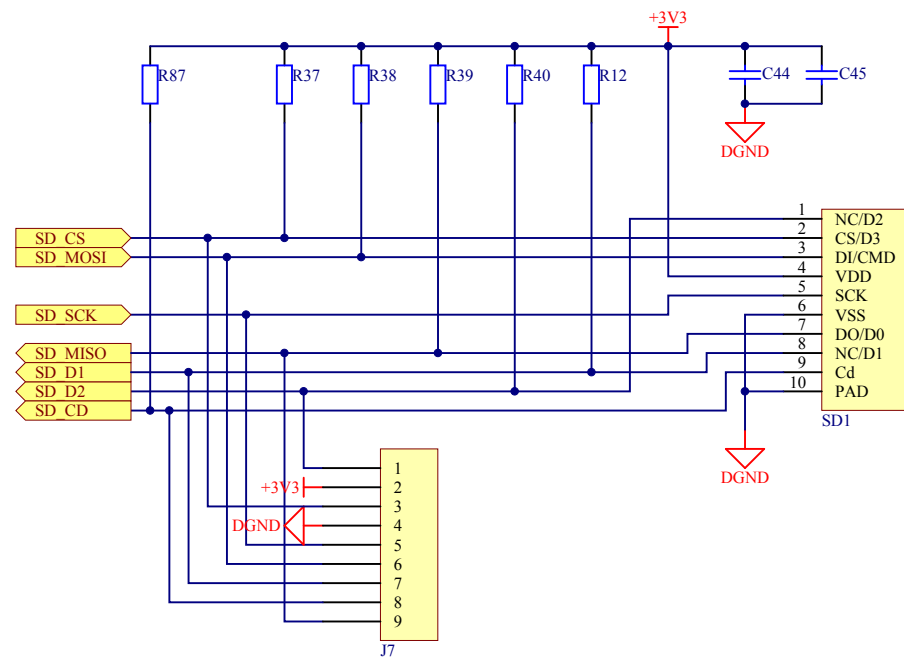 +3V3
R87
R37
R38
R39
R40
R12
C44
C45
DGND
SD_CS
SD_MOSI
SD_SCK
SD_MISO
SD_D1
SD_D2
SD_CD
1 NC/D2
2 CS/D3
3 DI/CMD
4 VDD
5 SCK
6 VSS
7 DO/D0
8 NC/D1
9 Cd
10 PAD
SD1
DGND
+3V3
DGND
1
2
3
4
5
6
7
8
9
J7